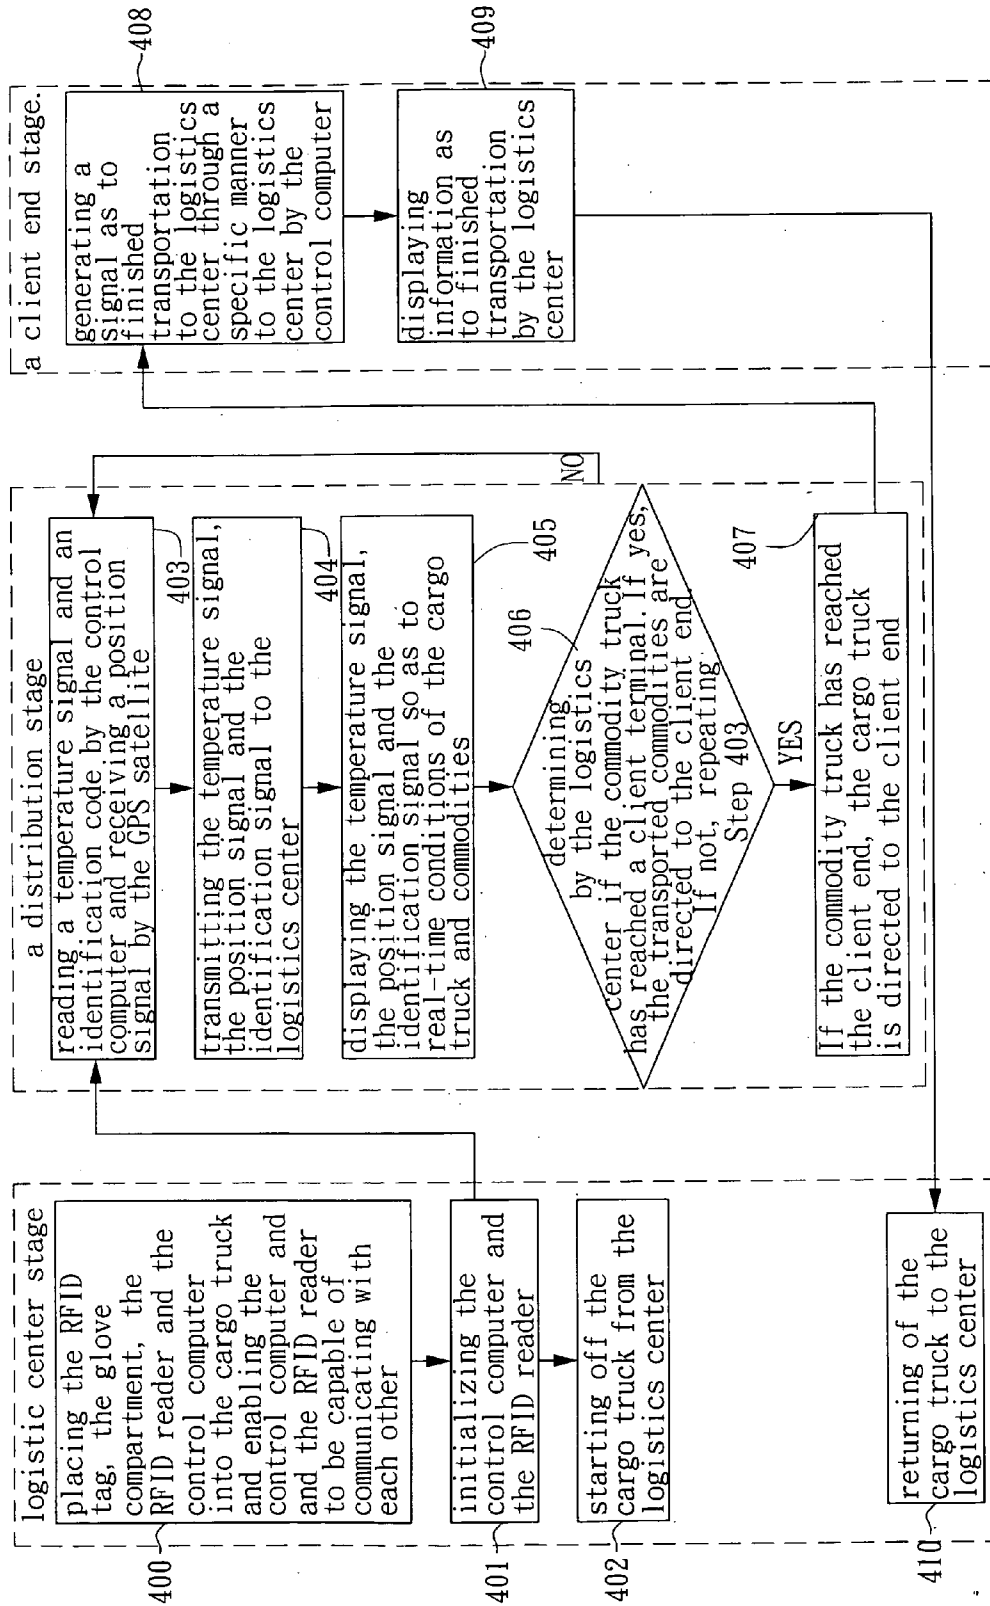 logistic center stage
placing the RFID
tag, the glove
compartment, the
RFID reader and the
control computer
into the cargo truck
and enabling the
control computer and
and the RFID reader
to be capable of
communicating with
each other
400
initializing the
control computer and
the RFID reader
401
starting off the
cargo truck from the
logistics center
402
returning of the
cargo truck to the
logistics center
410
a distribution stage
reading a temperature signal and an
identification code by the control
computer and receiving a position
signal by the GPS satellite
403
transmitting the temperature signal,
the position signal and the
identification signal to the
logistics center
404
displaying the temperature signal,
the position signal and the
identification signal so as to
real-time conditions of the cargo
truck and commodities
405
determining
by the logistics
center if the commodity truck
has reached a client terminal. If yes,
the transported commodities are
directed to the client end.
If not, repeating
Step 403
406
NO
YES
If the commodity truck has reached
the client end, the cargo truck
is directed to the client end
407
a client end stage.
generating a
signal as to
finished
transportation
to the logistics
center through a
specific manner
to the logistics
center by the
control computer
408
displaying
information as
to finished
transportation
by the logistics
center
409